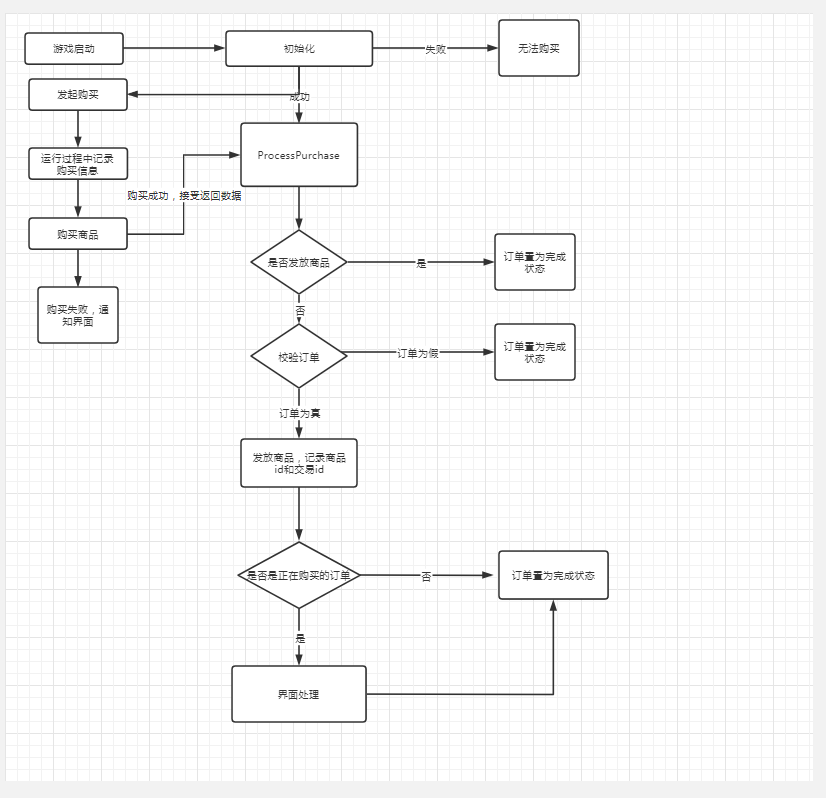 游戏启动
初始化
失败
无法购买
发起购买
成功
运行过程中记录
购买信息
ProcessPurchase
购买成功，接受返回数据
购买商品
是否发放商品
是
订单置为完成
状态
购买失败，通
知界面
否
校验订单
订单为假
订单置为完成
状态
订单为真
发放商品，记录商品
id和交易id
是否是正在购买的订单
否
订单置为完成状态
是
界面处理